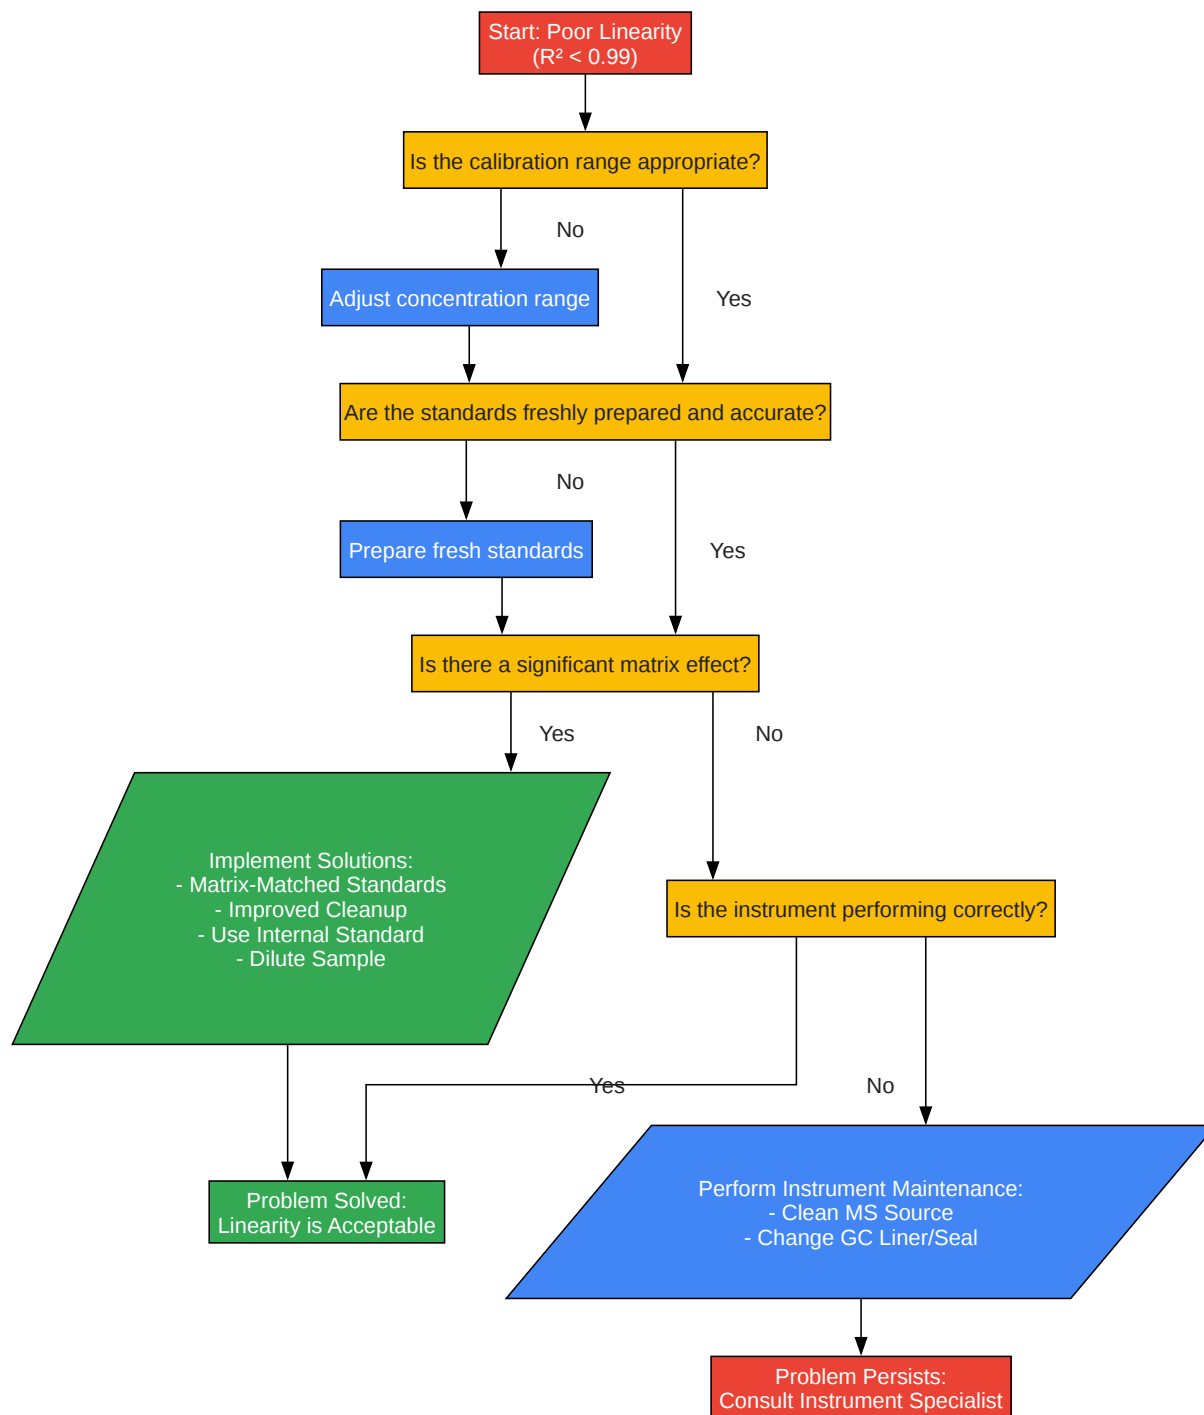 Start: Poor Linearity
(R² < 0.99)
Is the calibration range appropriate?
No
Adjust concentration range
Yes
Are the standards freshly prepared and accurate?
No
Prepare fresh standards
Yes
Is there a significant matrix effect?
Yes
No
Implement Solutions:
- Matrix-Matched Standards
- Improved Cleanup
- Use Internal Standard
- Dilute Sample
Is the instrument performing correctly?
Yes
No
Problem Solved:
Linearity is Acceptable
Perform Instrument Maintenance:
- Clean MS Source
- Change GC Liner/Seal
Problem Persists:
Consult Instrument Specialist